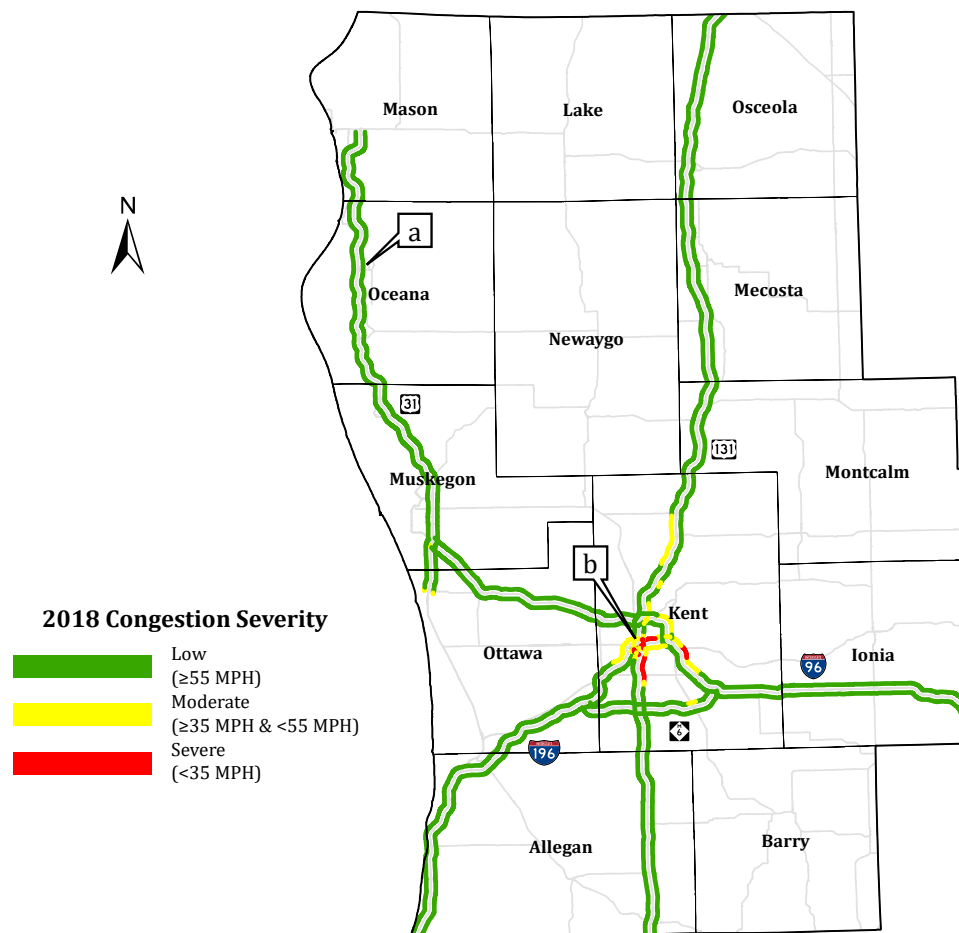 Mason
Lake
Osceola
N
a
Oceana
Mecosta
Newaygo
31
131
Muskegon
Montcalm
b
Kent
2018 Congestion Severity
Low
(≥55 MPH)
Moderate
(≥35 MPH & <55 MPH)
Severe
(<35 MPH)
Ottawa
Ionia
96
6
196
Allegan
Barry